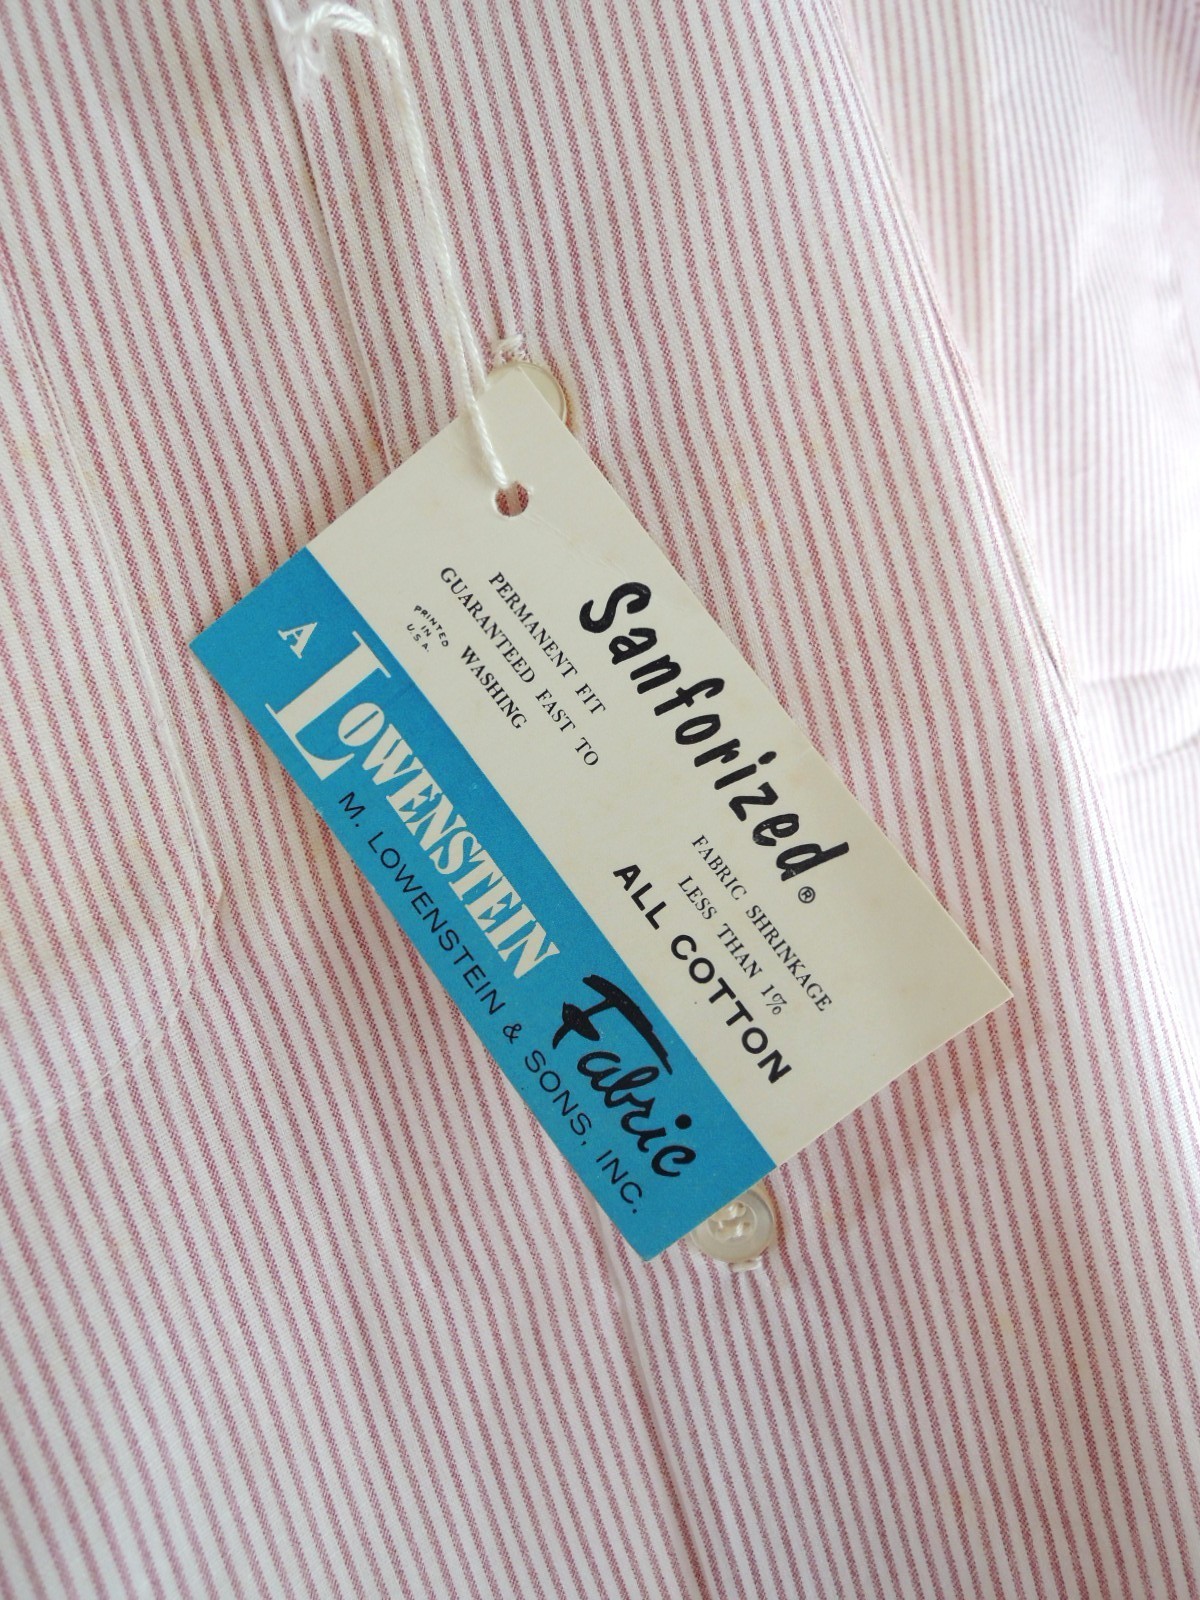 Sanforized®
FABRIC SHRINKAGE
LESS THAN 1%
ALL COTTON
PERMANENT FIT
GUARANTEED FAST TO
WASHING
PRINTED
IN
U.S.A.
A LOWENSTEIN Fabric
M. LOWENSTEIN & SONS, INC.